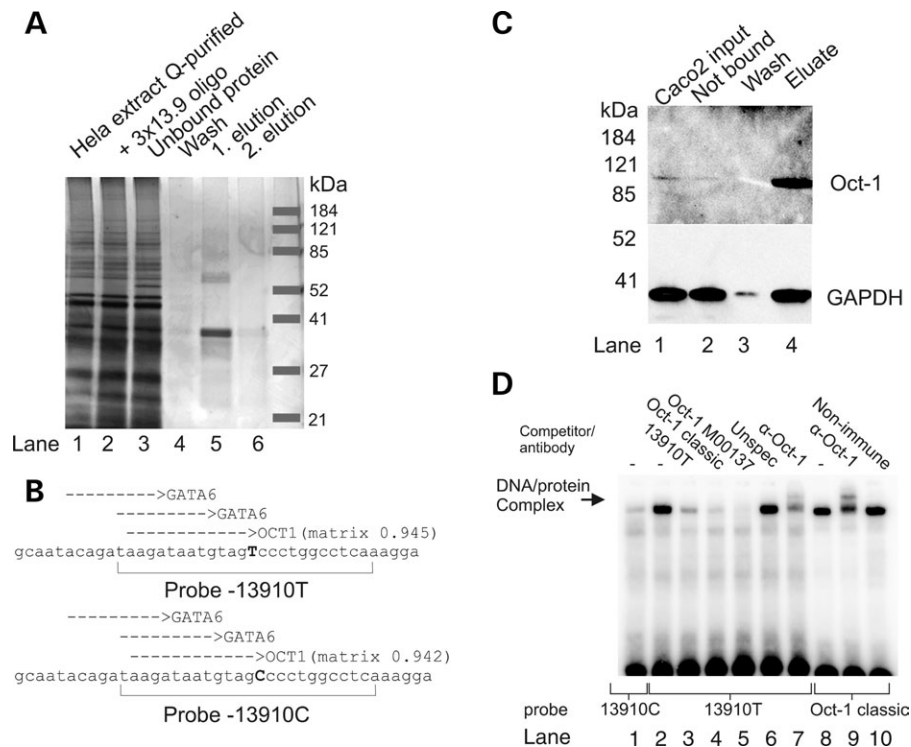 A
Hela extract Q-purified
+ 3x13.9 oligo
Unbound protein
Wash
1. elution
2. elution
kDa
184
121
85
52
41
27
21
Lane 1 2 3 4 5 6
B
---------->GATA6
---------->GATA6
------------->OCT1(matrix 0.945)
gcaatacagataagataatgtagTccctggcctcaaagga
Probe -13910T
---------->GATA6
---------->GATA6
------------->OCT1(matrix 0.942)
gcaatacagataagataatgtagCccctggcctcaaagga
Probe -13910C
C
Caco2 input
Not bound
Wash
Eluate
kDa
184
121
85
Oct-1
52
41
GAPDH
Lane 1 2 3 4
D
Competitor/
antibody
- - 13910T Oct-1 classic Oct-1 M00137 Unspec α-Oct-1 - α-Oct-1 Non-immune
DNA/protein
Complex
probe 13910C 13910T Oct-1 classic
Lane 1 2 3 4 5 6 7 8 9 10